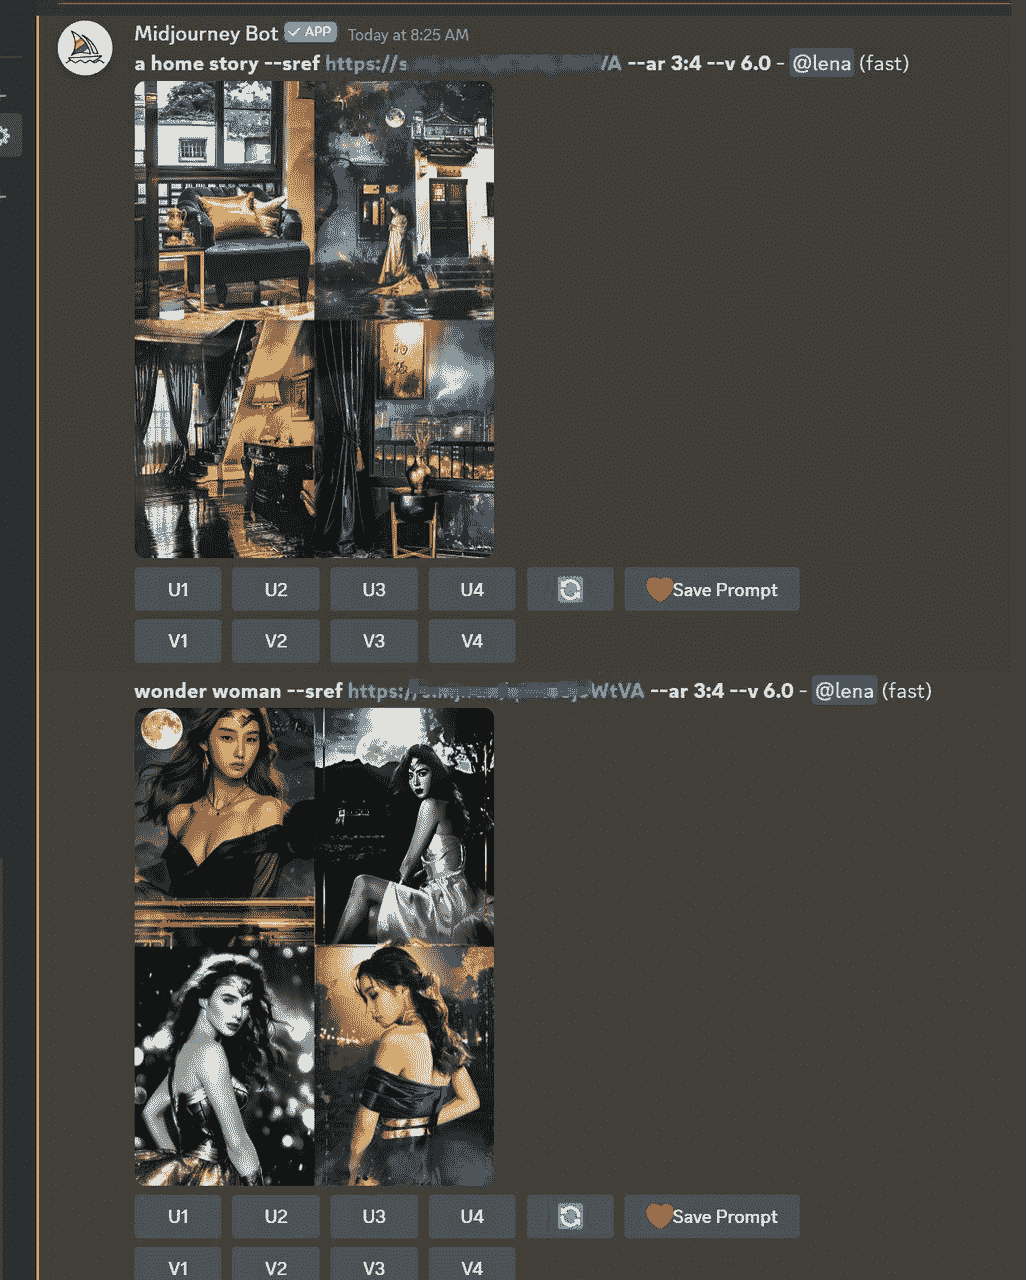 Midjourney Bot ✓ APP Today at 8:25 AM
a home story --sref https://s /A --ar 3:4 --v 6.0 - @lena (fast)
U1 U2 U3 U4 Save Prompt
V1 V2 V3 V4
wonder woman --sref https:/ WtVA --ar 3:4 --v 6.0 - @lena (fast)
U1 U2 U3 U4 Save Prompt
V1 V2 V3 V4